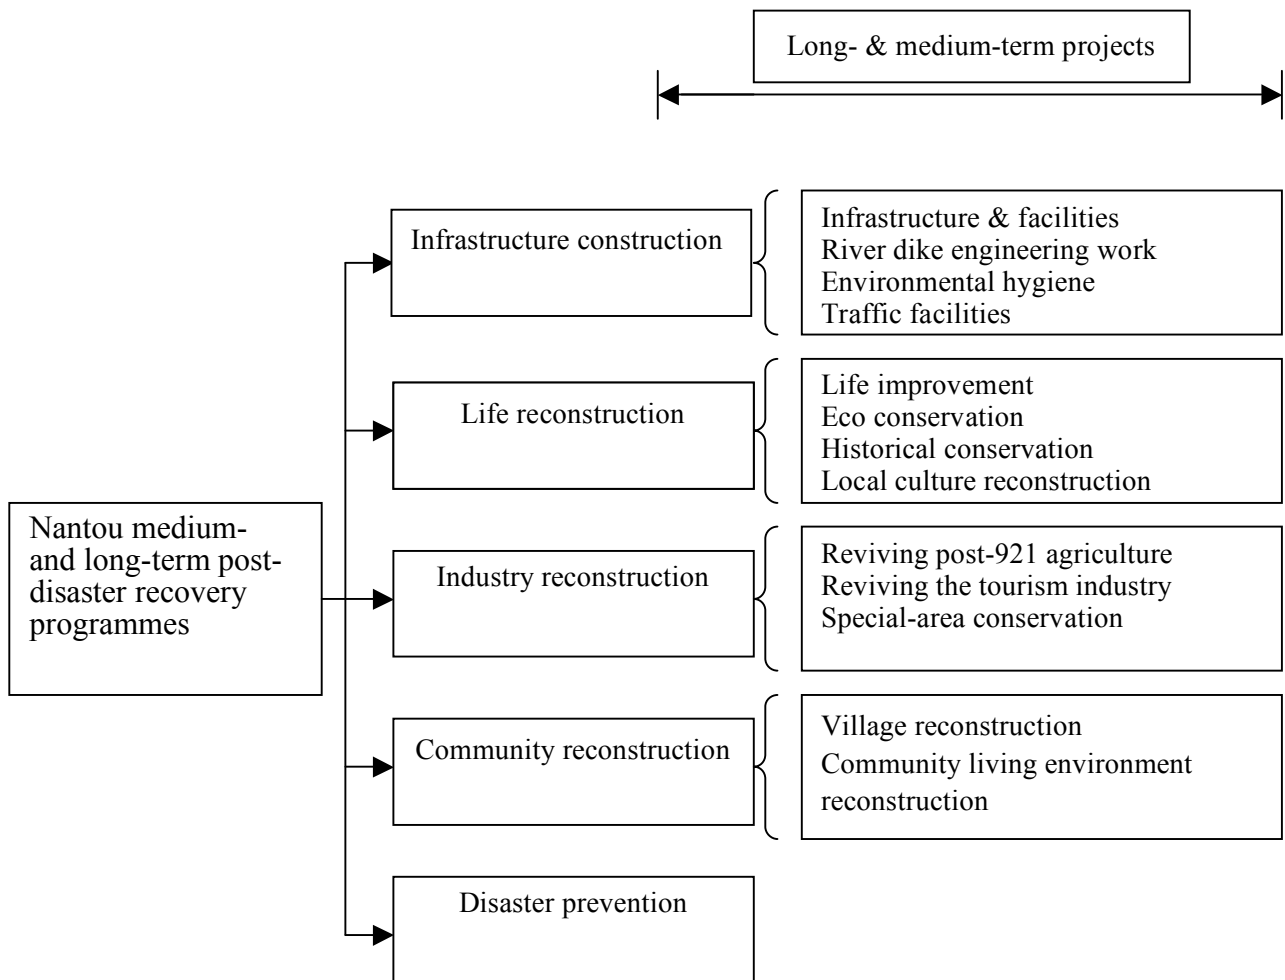 Long- & medium-term projects
Infrastructure construction
Infrastructure & facilities
River dike engineering work
Environmental hygiene
Traffic facilities
Life reconstruction
Life improvement
Eco conservation
Historical conservation
Local culture reconstruction
Nantou medium-
and long-term post-
disaster recovery
programmes
Industry reconstruction
Reviving post-921 agriculture
Reviving the tourism industry
Special-area conservation
Community reconstruction
Village reconstruction
Community living environment
reconstruction
Disaster prevention